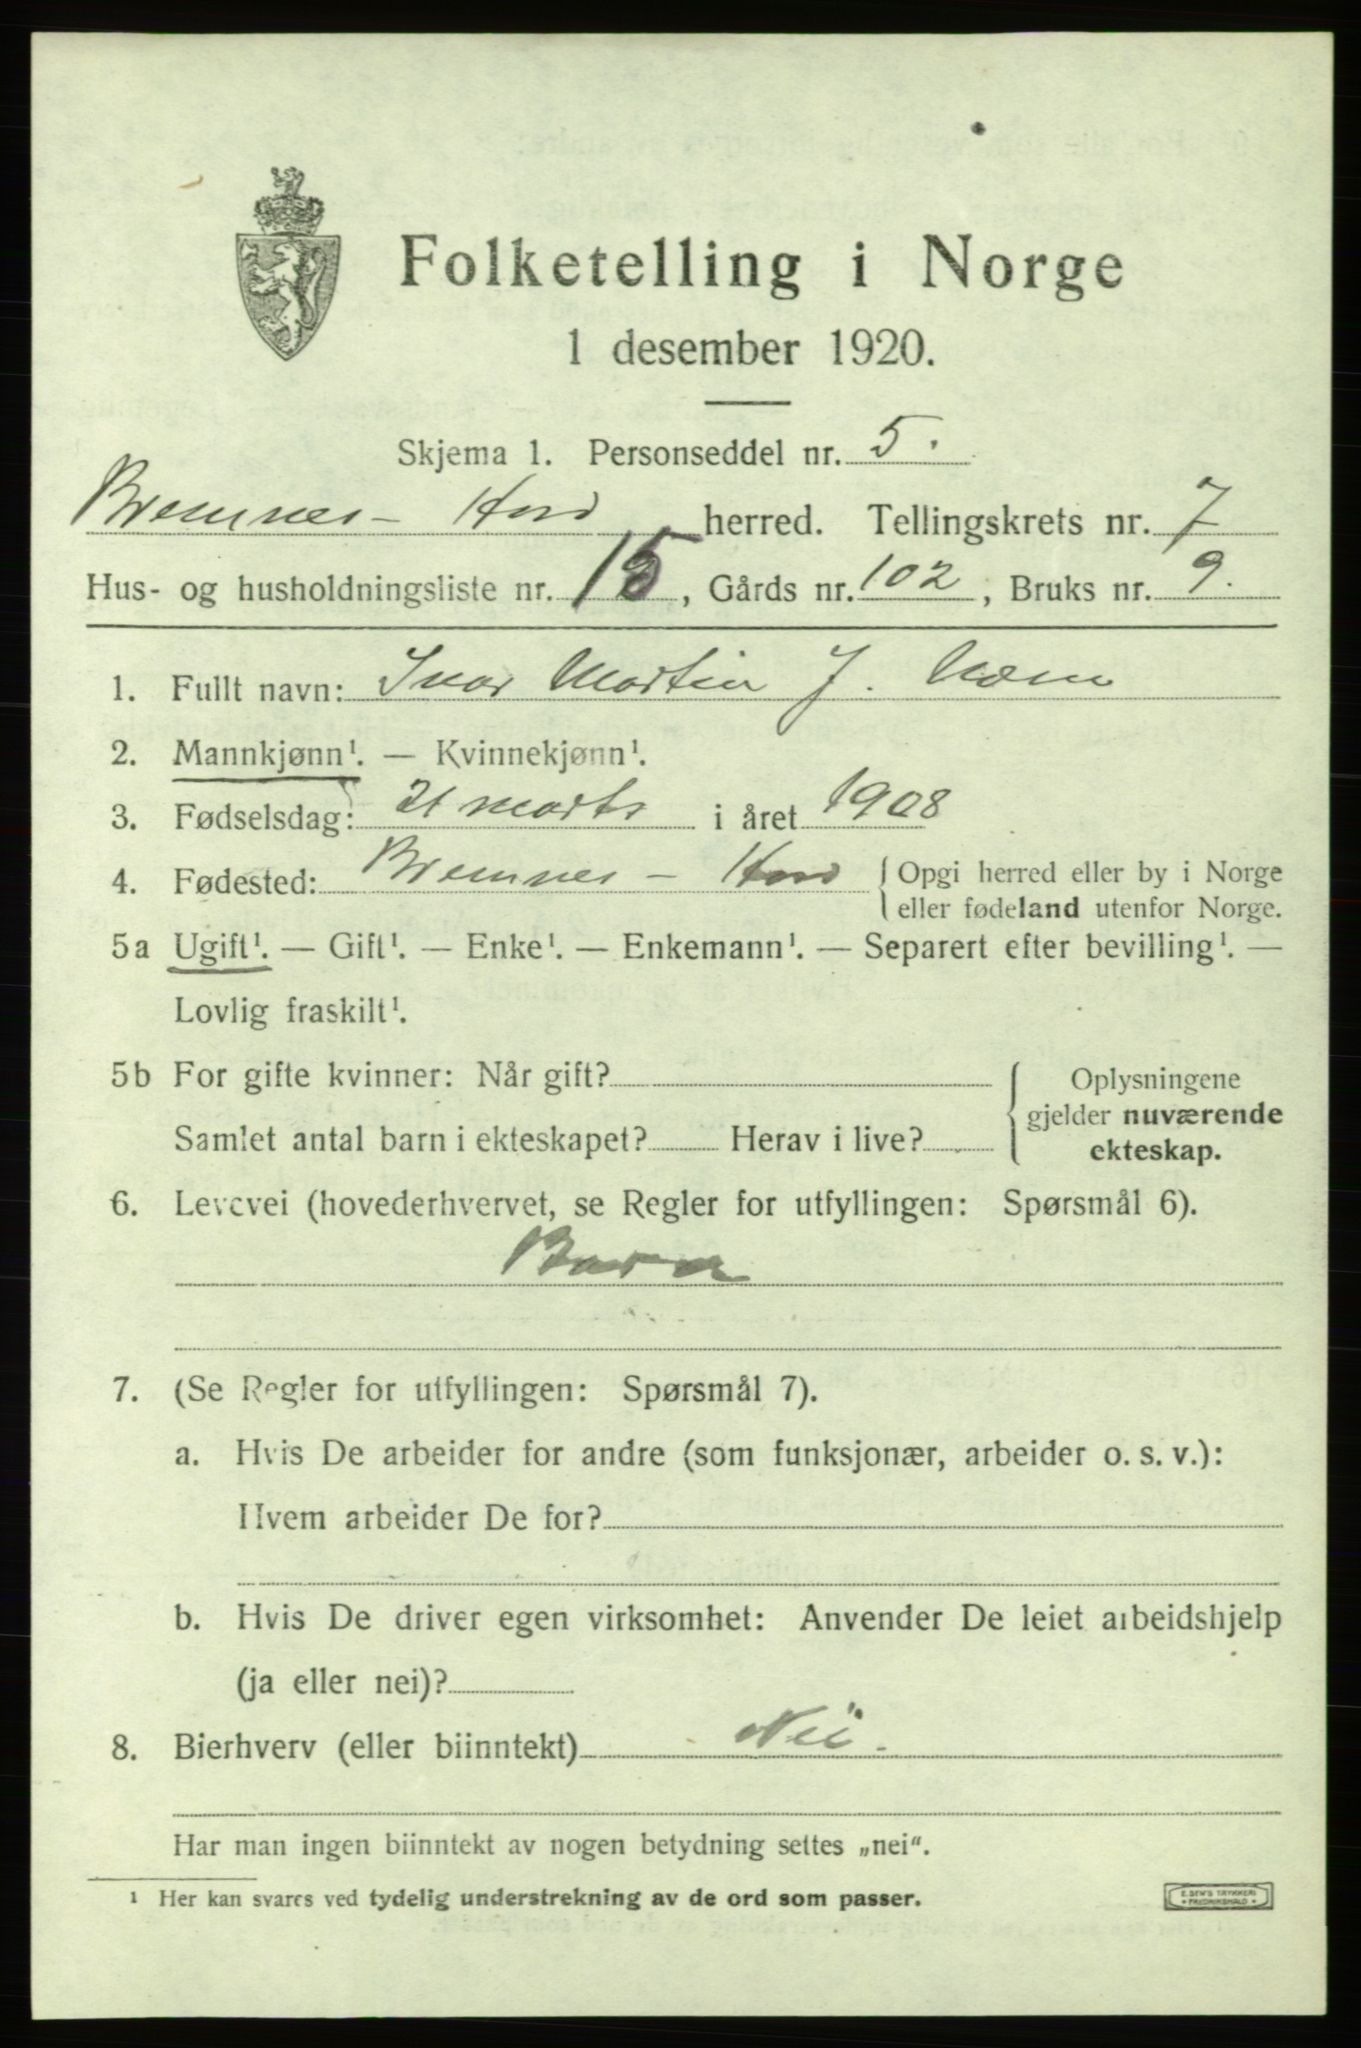 Folketelling i Norge
1 desember 1920.
Skjema 1. Personseddel nr. 5.
Bremnes - Hord herred. Tellingskrets nr. 7
Hus- og husholdningsliste nr. 15, Gårds nr. 102, Bruks nr. 9.
1. Fullt navn: Ivar Martin J.
2. Mannkjønn¹. — Kvinnekjønn¹.
3. Fødselsdag: 21 marts i året 1908
4. Fødested: Bremnes - Hord { Opgi herred eller by i Norge
eller fødeland utenfor Norge.
5a Ugift¹. — Gift¹. — Enke¹. — Enkemann¹. — Separert efter bevilling¹. —
Lovlig fraskilt¹.
5b For gifte kvinner: Når gift?
Samlet antal barn i ekteskapet? Herav i live?
Oplysningene
gjelder nuværende
ekteskap.
6. Levevei (hovederhvervet, se Regler for utfyllingen: Spørsmål 6).
Barn
7. (Se Regler for utfyllingen: Spørsmål 7).
a. Hvis De arbeider for andre (som funksjonær, arbeider o. s. v.):
Hvem arbeider De for?
b. Hvis De driver egen virksomhet: Anvender De leiet arbeidshjelp
(ja eller nei)?
8. Bierhverv (eller biinntekt) Nei.
Har man ingen biinntekt av nogen betydning settes „nei“.
¹ Her kan svares ved tydelig understrekning av de ord som passer.